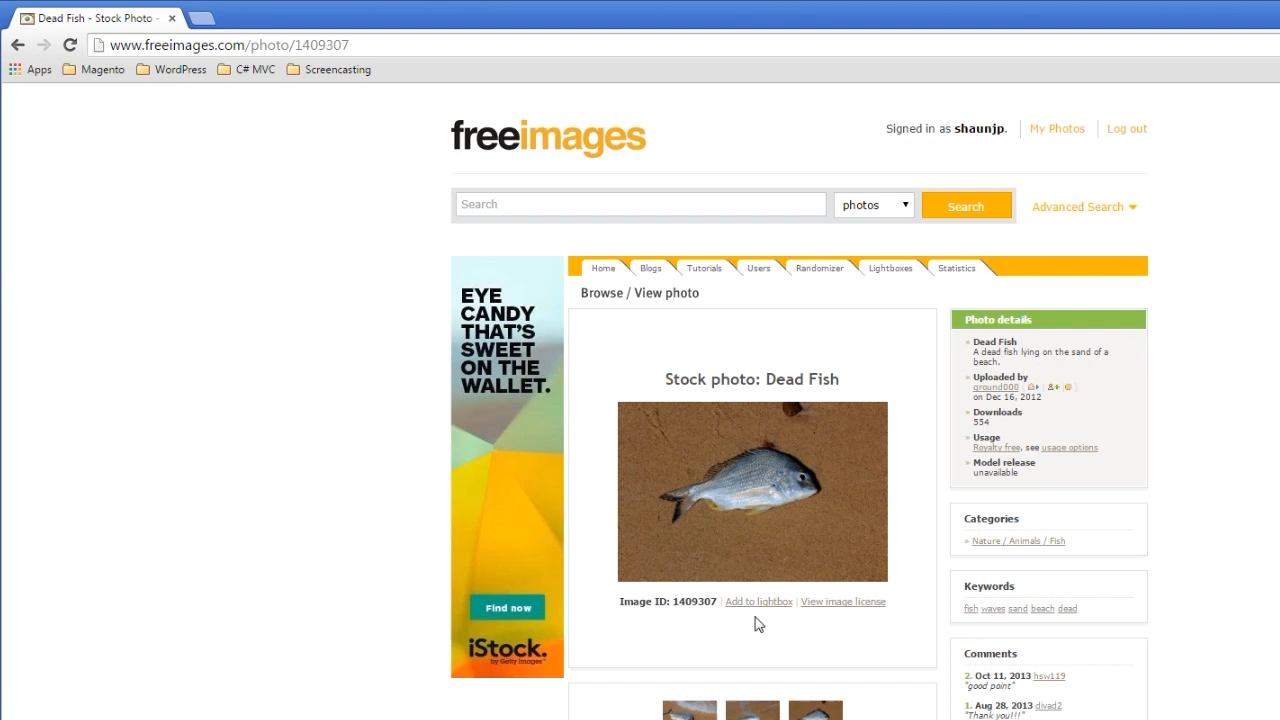 Dead Fish - Stock Photo -
www.freeimages.com/photo/1409307
Apps Magento WordPress C# MVC Screencasting
freeimages
Signed in as shaunjp. My Photos Log out
Search photos Search Advanced Search
Home Blogs Tutorials Users Randomizer Lightboxes Statistics
Browse / View photo
EYE
CANDY
THAT'S
SWEET
ON THE
WALLET.
Find now
iStock.
by Getty Images™
Stock photo: Dead Fish
Image ID: 1409307 | Add to lightbox | View image license
Photo details
» Dead Fish
A dead fish lying on the sand of a
beach.
» Uploaded by
ground000
on Dec 16, 2012
» Downloads
554
» Usage
Royalty free, see usage options
» Model release
unavailable
Categories
» Nature / Animals / Fish
Keywords
fish waves sand beach dead
Comments
2. Oct 11, 2013 hsw119
"good point"
1. Aug 28, 2013 divad2
"Thank you!!!"